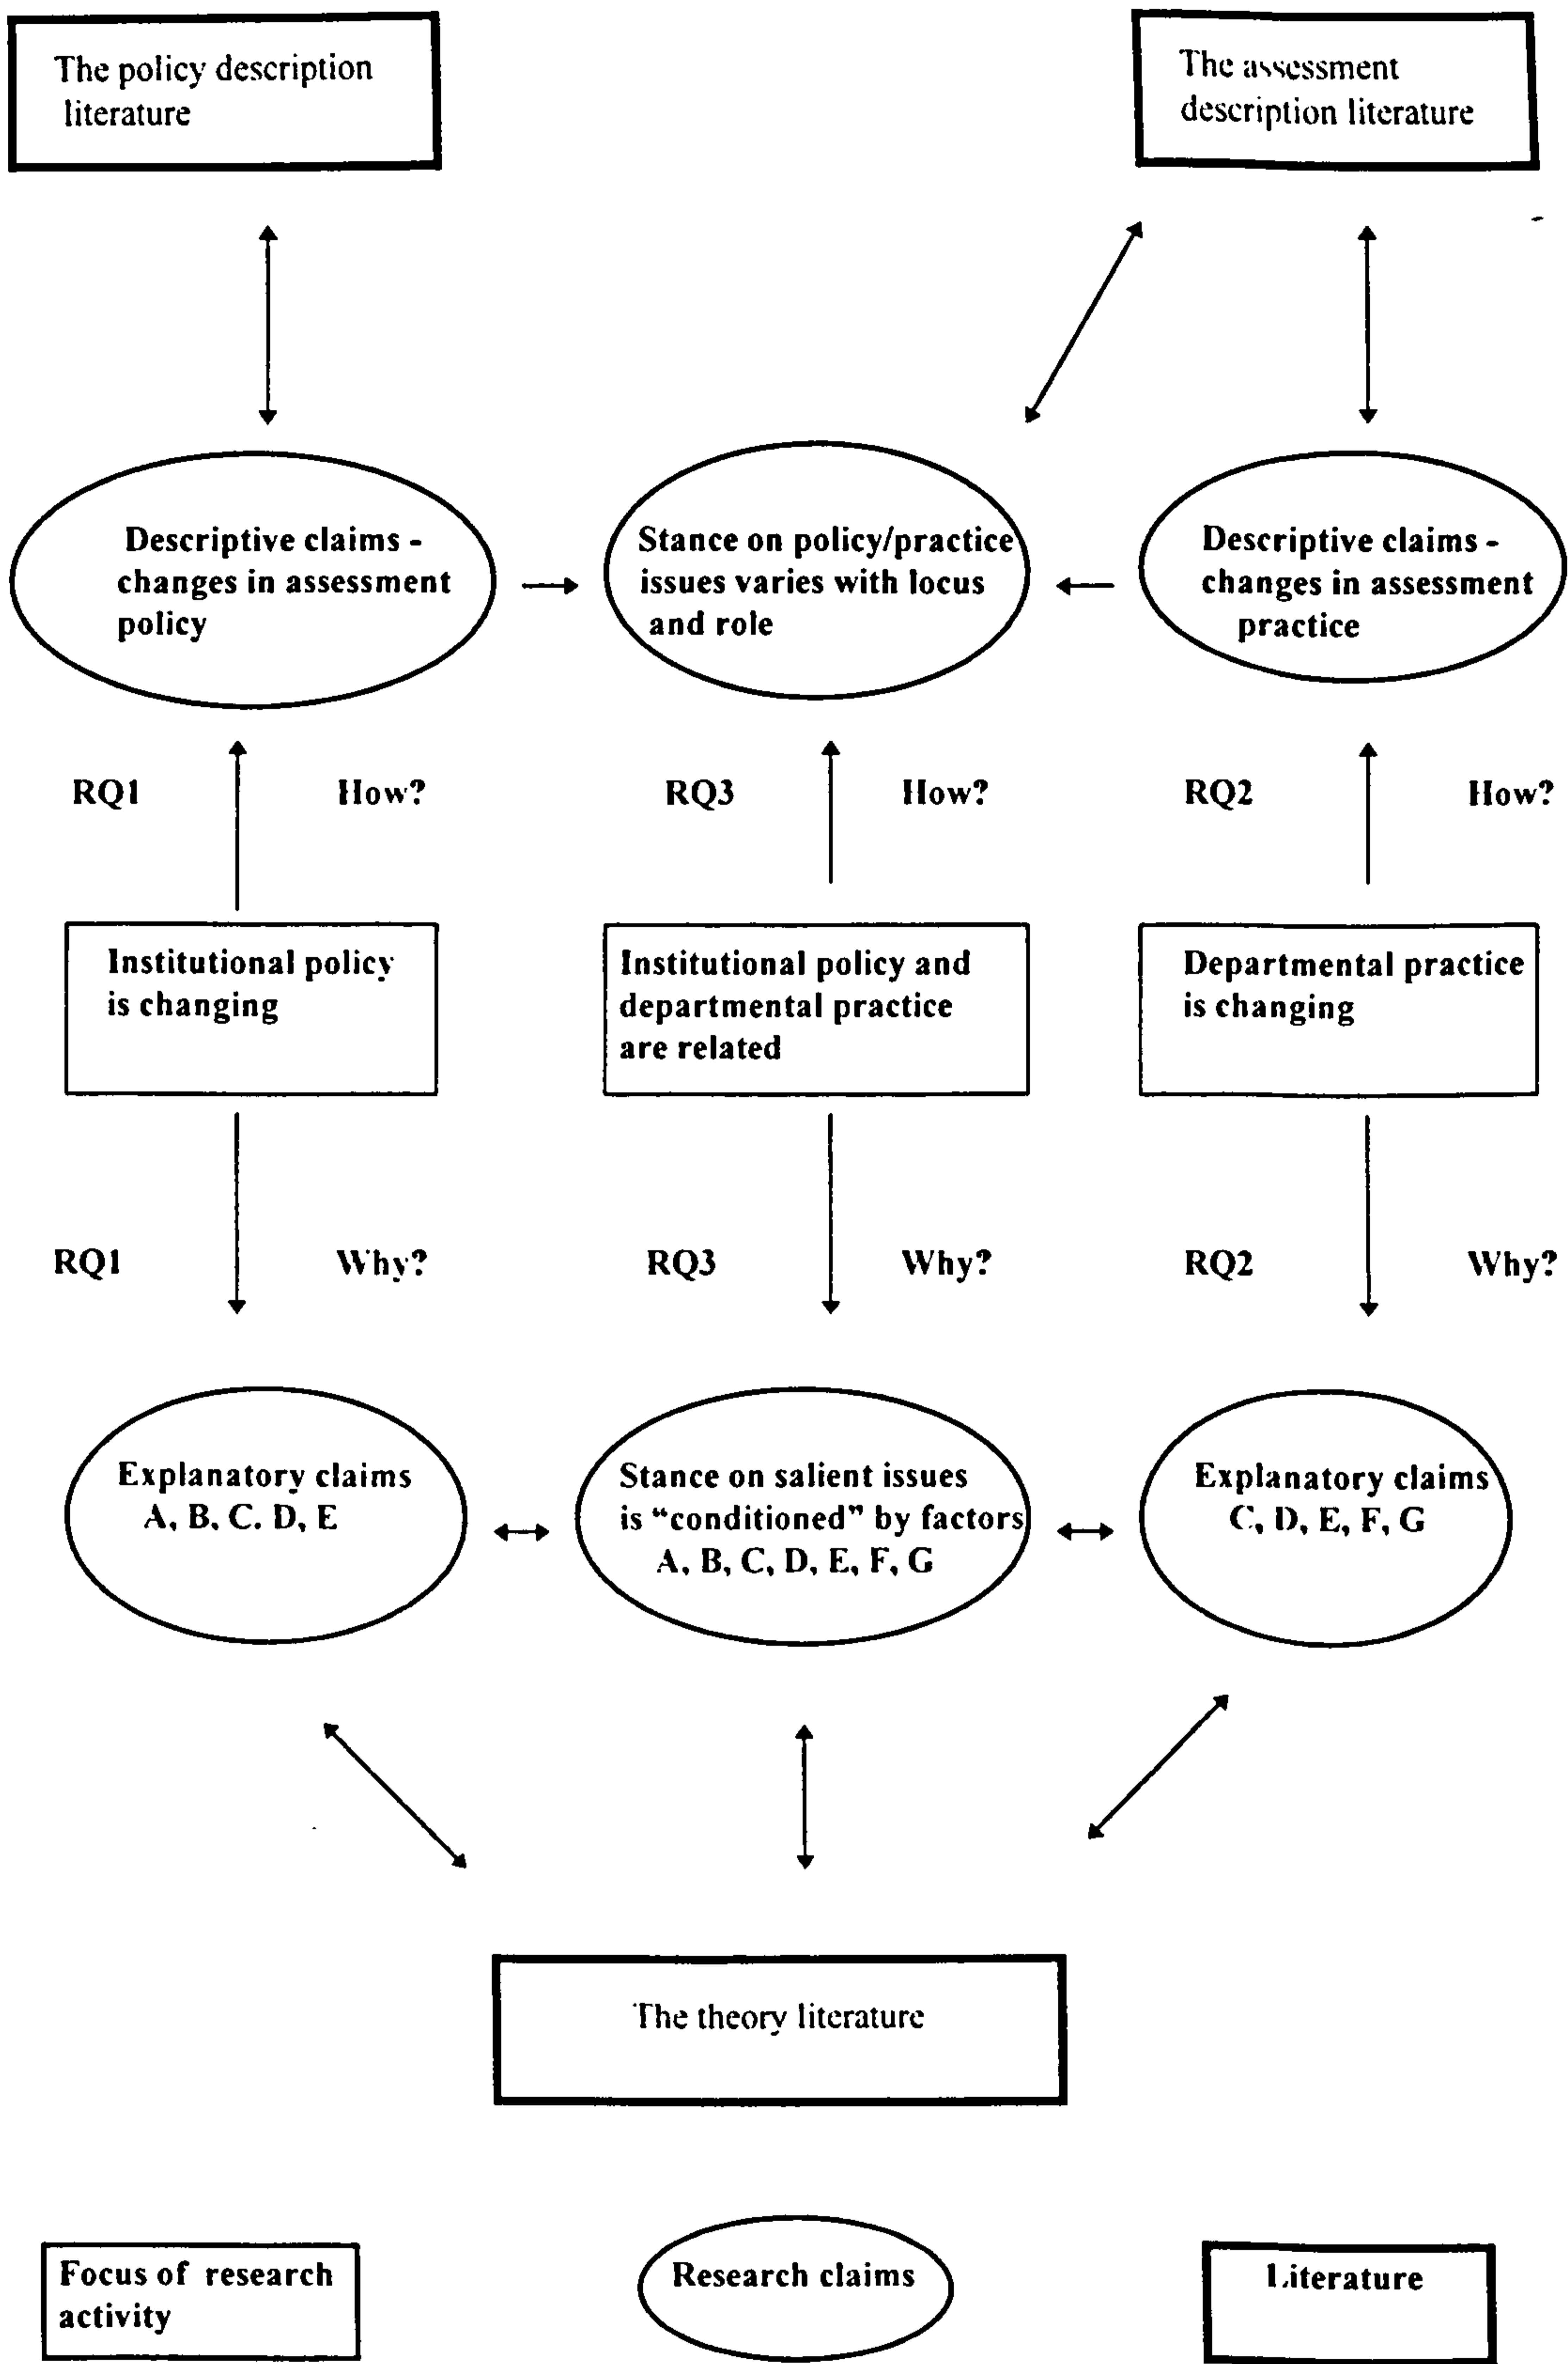 The policy description
literature
The assessment
description literature
Descriptive claims -
changes in assessment
policy
Stance on policy/practice
issues varies with locus
and role
Descriptive claims -
changes in assessment
practice
RQ1
How?
RQ3
How?
RQ2
How?
Institutional policy
is changing
Institutional policy and
departmental practice
are related
Departmental practice
is changing
RQ1
Why?
RQ3
Why?
RQ2
Why?
Explanatory claims
A, B, C. D, E
Stance on salient issues
is “conditioned” by factors
A, B, C, D, E, F, G
Explanatory claims
C, D, E, F, G
The theory literature
Focus of research
activity
Research claims
Literature